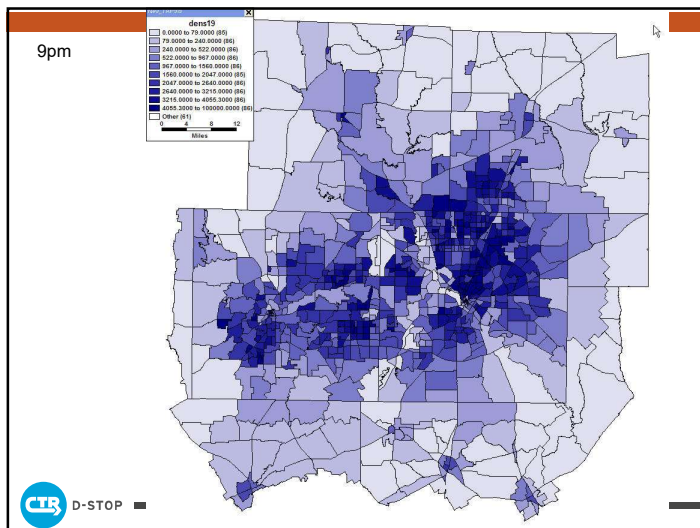 dens19
0.0000 to 79.0000 (85)
79.0000 to 240.0000 (86)
240.0000 to 522.0000 (86)
522.0000 to 967.0000 (86)
967.0000 to 1560.0000 (86)
1560.0000 to 2047.0000 (85)
2047.0000 to 2640.0000 (86)
2640.0000 to 3215.0000 (86)
3215.0000 to 4055.3000 (86)
4055.3000 to 100000.0000 (86)
Other (61)
0 4 8 12
Miles
9pm
CTR D-STOP